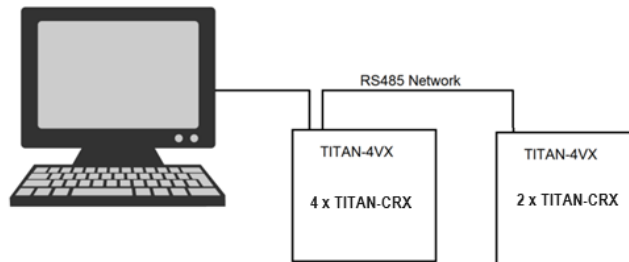 RS485 Network
TITAN-4VX
4 x TITAN-CRX
TITAN-4VX
2 x TITAN-CRX